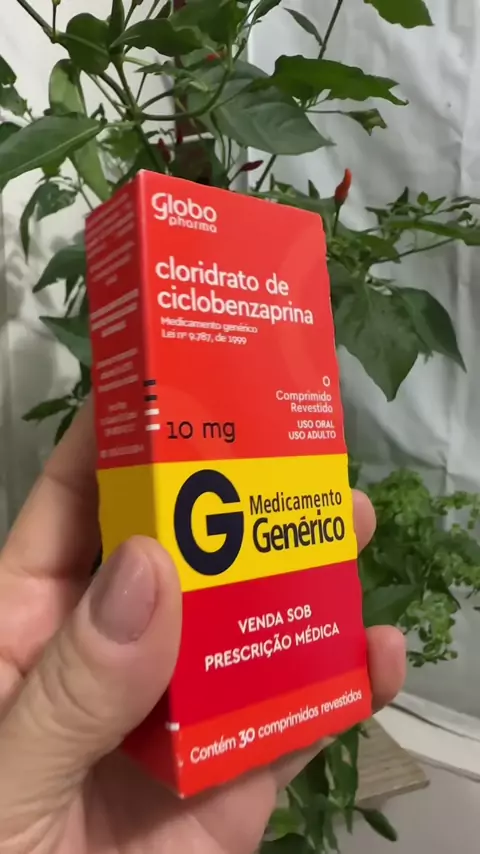 Globo
pharma
cloridrato de
ciclobenzaprina
Medicamento genérico
Lei nº 9.787, de 1999
Comprimido
Revestido
USO ORAL
USO ADULTO
10 mg
G Medicamento
Genérico
VENDA SOB
PRESCRIÇÃO MÉDICA
Contém 30 comprimidos revestidos